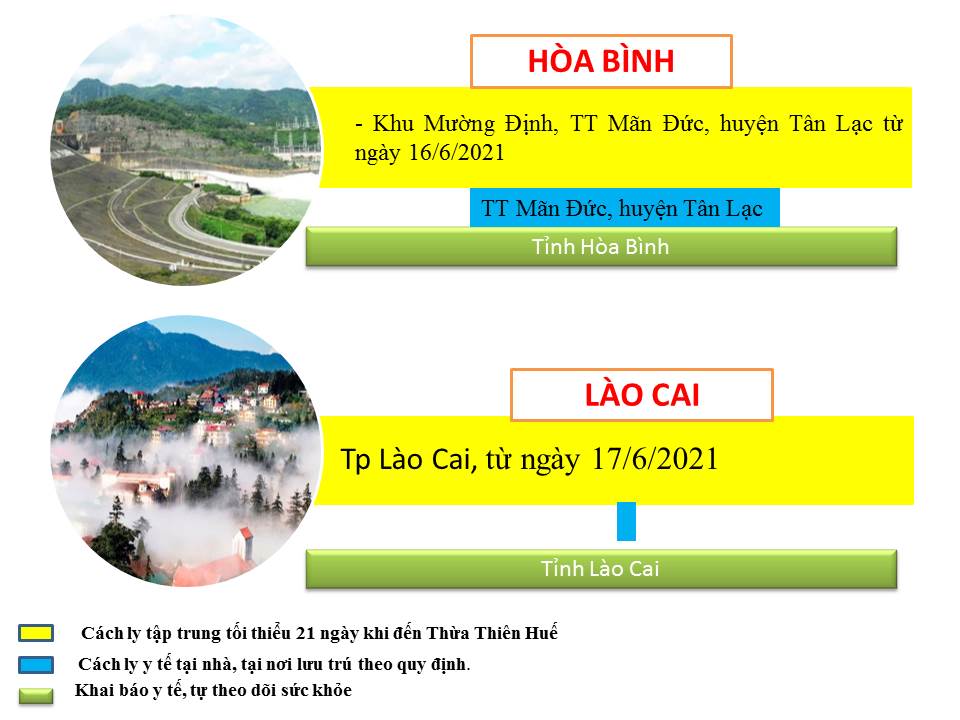 HÒA BÌNH
- Khu Mường Định, TT Mãn Đức, huyện Tân Lạc từ
ngày 16/6/2021
TT Mãn Đức, huyện Tân Lạc
Tỉnh Hòa Bình
LÀO CAI
Tp Lào Cai, từ ngày 17/6/2021
Tỉnh Lào Cai
Cách ly tập trung tối thiểu 21 ngày khi đến Thừa Thiên Huế
Cách ly y tế tại nhà, tại nơi lưu trú theo quy định.
Khai báo y tế, tự theo dõi sức khỏe